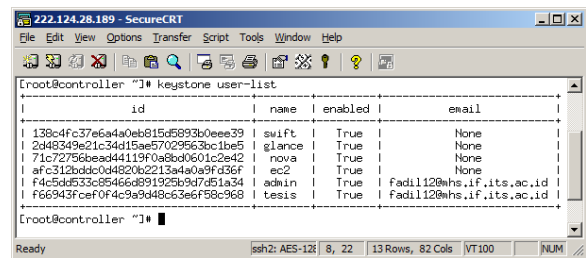 222.124.28.189 - SecureCRT
File Edit View Options Transfer Script Tools Window Help
[root@controller ~]# keystone user-list
+----------------------------------+--------+---------+--------------------------+
| id | name | enabled | email |
+----------------------------------+--------+---------+--------------------------+
| 138c4fc37e6a4a0eb815d5893b0eee39 | swift | True | None |
| 2d48349e21c34d15ae57029563bc1be5 | glance | True | None |
| 71c72756bead44119f0a8bd0601c2e42 | nova | True | None |
| afc312bddc0d4820b2213a4a0a9fd36f | ec2 | True | None |
| f4c5dd533c85466d891925b9d7d51a34 | admin | True | fadil12@mhs.if.its.ac.id |
| f66943fcef0f4c9a9d48c63e6f58c968 | tesis | True | fadil12@mhs.if.its.ac.id |
+----------------------------------+--------+---------+--------------------------+
[root@controller ~]#
Ready ssh2: AES-128 8, 22 13 Rows, 82 Cols VT100 NUM